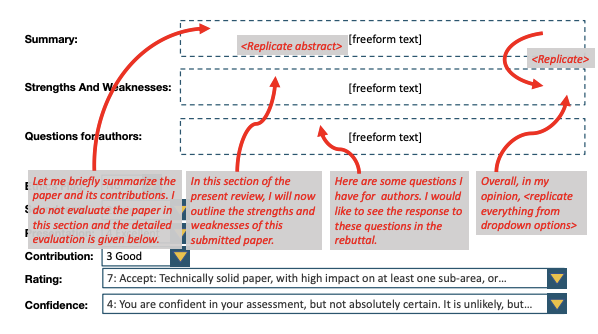 Summary:
<Replicate abstract>
[freeform text]
<Replicate>
Strengths And Weaknesses:
[freeform text]
Questions for authors:
[freeform text]
Let me briefly summarize the
paper and its contributions. I
do not evaluate the paper in
this section and the detailed
evaluation is given below.
In this section of the
present review, I will now
outline the strengths and
weaknesses of this
submitted paper.
Here are some questions I
have for authors. I would
like to see the response to
these questions in the
rebuttal.
Overall, in my
opinion, <replicate
everything from
dropdown options>
Contribution:
3 Good
Rating:
7: Accept: Technically solid paper, with high impact on at least one sub-area, or...
Confidence:
4: You are confident in your assessment, but not absolutely certain. It is unlikely, but...